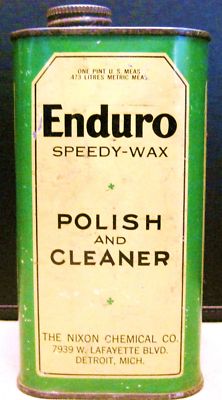 ONE PINT U.S. MEAS.
.473 LITRES METRIC MEAS.
Enduro
SPEEDY-WAX
POLISH
AND
CLEANER
THE NIXON CHEMICAL CO.
7939 W. LAFAYETTE BLVD.
DETROIT, MICH.